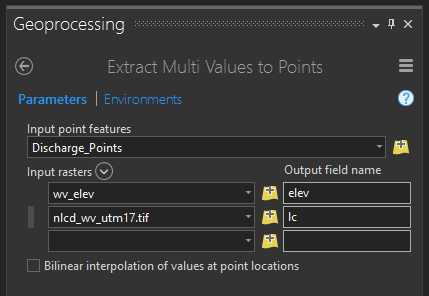 Geoprocessing
Extract Multi Values to Points
Parameters | Environments
Input point features
Discharge_Points
Input rasters Output field name
wv_elev elev
nlcd_wv_utm17.tif lc
Bilinear interpolation of values at point locations